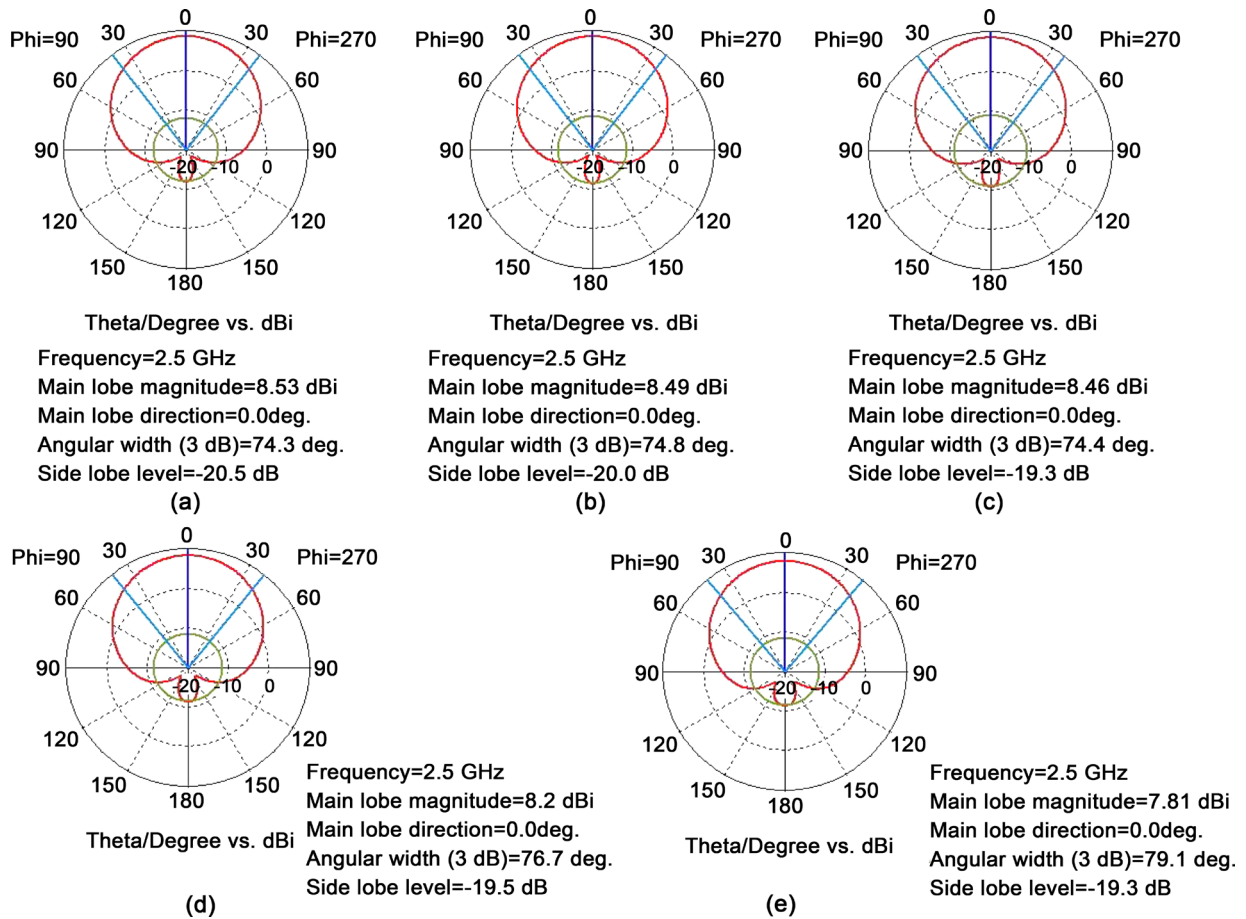 0
30
30
Phi=90
Phi=270
60
60
90
90
-20
-10
0
120
120
150
150
180
Theta/Degree vs. dBi
Frequency=2.5 GHz
Main lobe magnitude=8.53 dBi
Main lobe direction=0.0deg.
Angular width (3 dB)=74.3 deg.
Side lobe level=-20.5 dB
(a)
0
30
30
Phi=90
Phi=270
60
60
90
90
-20
-10
0
120
120
150
150
180
Theta/Degree vs. dBi
Frequency=2.5 GHz
Main lobe magnitude=8.49 dBi
Main lobe direction=0.0deg.
Angular width (3 dB)=74.8 deg.
Side lobe level=-20.0 dB
(b)
0
30
30
Phi=90
Phi=270
60
60
90
90
-20
-10
0
120
120
150
150
180
Theta/Degree vs. dBi
Frequency=2.5 GHz
Main lobe magnitude=8.46 dBi
Main lobe direction=0.0deg.
Angular width (3 dB)=74.4 deg.
Side lobe level=-19.3 dB
(c)
0
30
30
Phi=90
Phi=270
60
60
90
90
-20
-10
0
120
120
150
150
180
Theta/Degree vs. dBi
Frequency=2.5 GHz
Main lobe magnitude=8.2 dBi
Main lobe direction=0.0deg.
Angular width (3 dB)=76.7 deg.
Side lobe level=-19.5 dB
(d)
0
30
30
Phi=90
Phi=270
60
60
90
90
-20
-10
0
120
120
150
150
180
Theta/Degree vs. dBi
Frequency=2.5 GHz
Main lobe magnitude=7.81 dBi
Main lobe direction=0.0deg.
Angular width (3 dB)=79.1 deg.
Side lobe level=-19.3 dB
(e)